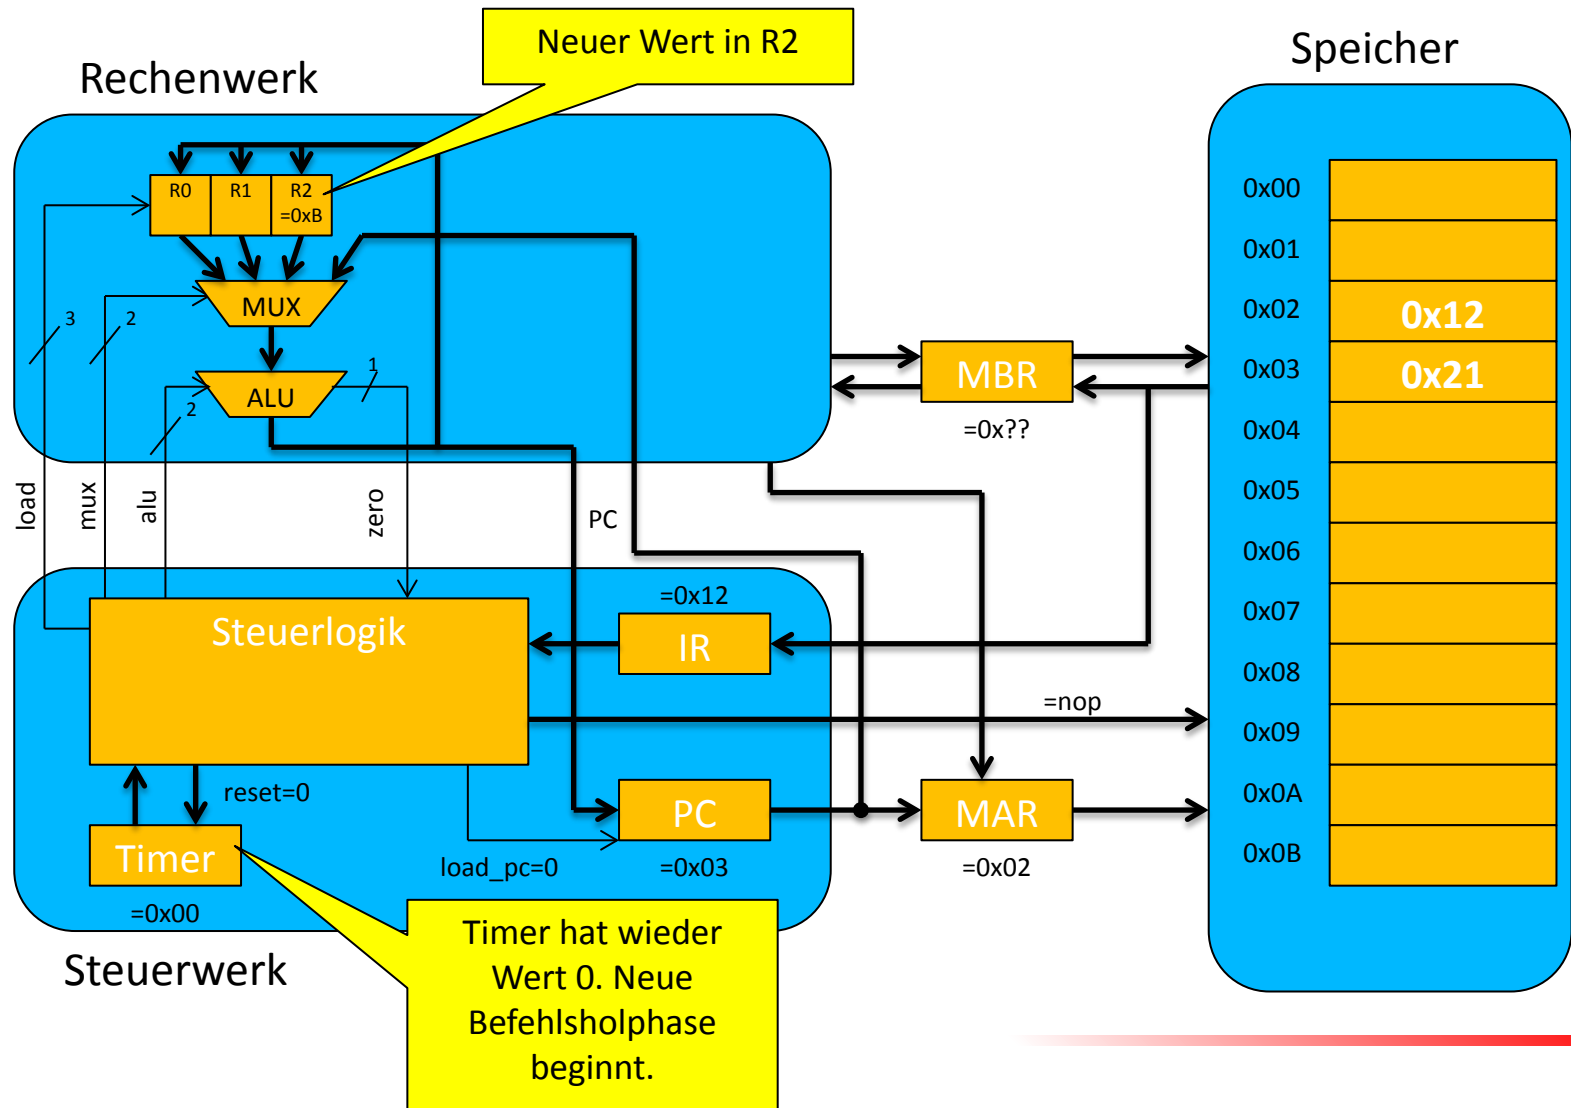 Neuer Wert in R2
Speicher
Rechenwerk
R0
R1
R2
=0xB
MUX
3
2
ALU
1
2
load
mux
alu
zero
PC
MBR
=0x??
0x00
0x01
0x02
0x12
0x03
0x21
0x04
0x05
0x06
0x07
0x08
0x09
0x0A
0x0B
Steuerlogik
=0x12
IR
=nop
reset=0
Timer
=0x00
load_pc=0
PC
=0x03
MAR
=0x02
Steuerwerk
Timer hat wieder
Wert 0. Neue
Befehlsholphase
beginnt.